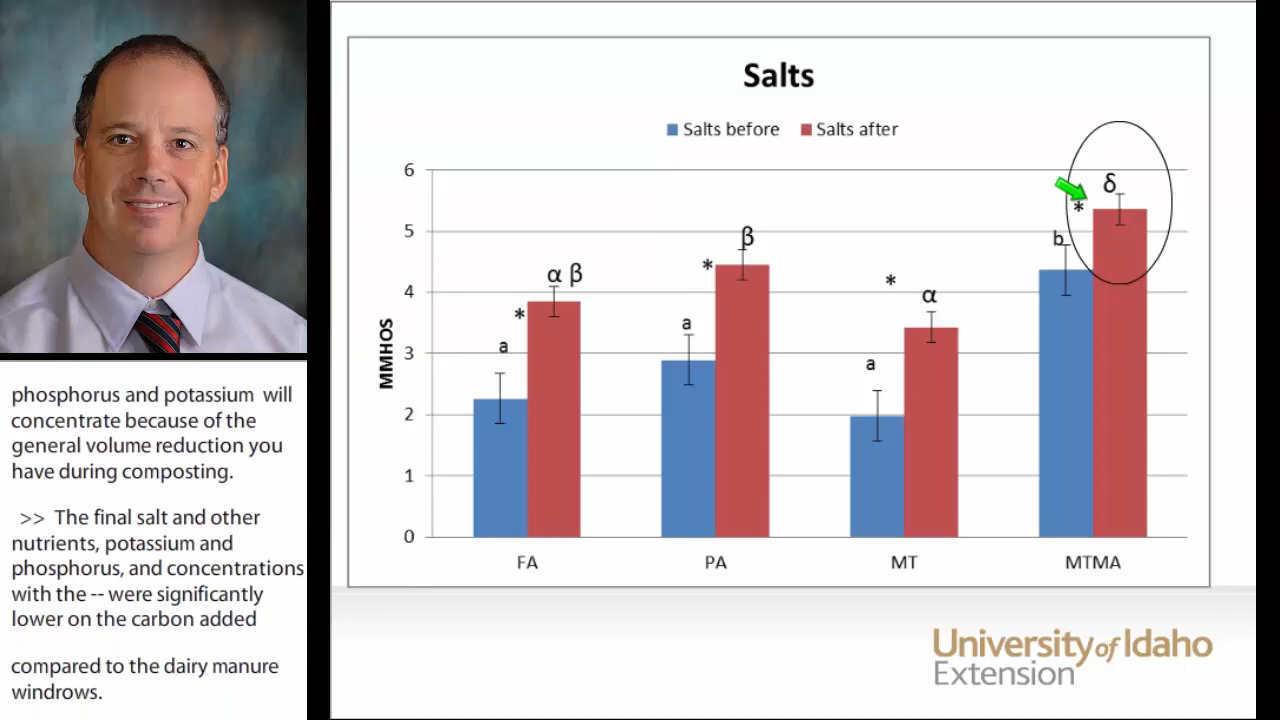 phosphorus and potassium will
concentrate because of the
general volume reduction you
have during composting.
>> The final salt and other
nutrients, potassium and
phosphorus, and concentrations
with the -- were significantly
lower on the carbon added
compared to the dairy manure
windrows.
Salts
Salts before Salts after
6
5
4
3
2
1
0
MMHOS
a
*
α β
a
*
β
a
*
α
b
*
δ
FA PA MT MTMA
University of Idaho
Extension